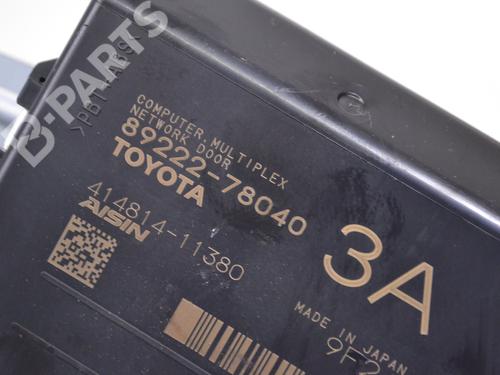 B-PARTS
COMPUTER, MULTIPLEX
NETWORK DOOR
89222-78040
TOYOTA
414814-11380
AISIN
3A
MADE IN JAPAN